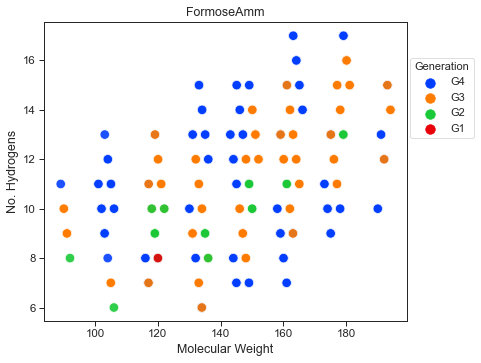 FormoseAmm
16
14
12
10
8
6
No. Hydrogens
100 120 140 160 180
Molecular Weight
Generation
G4
G3
G2
G1